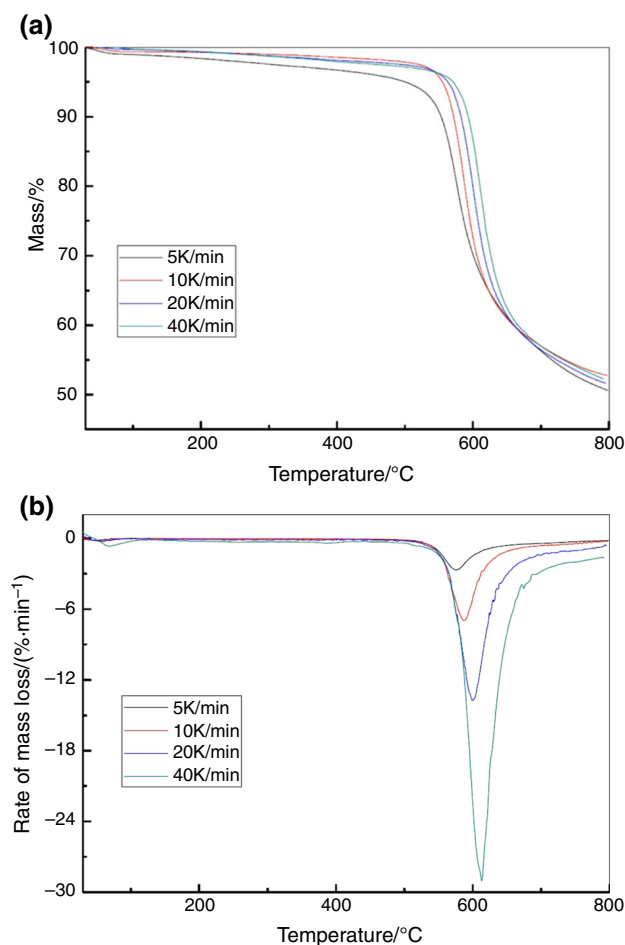 (a)
100
90
80
70
60
50
Mass/%
5K/min
10K/min
20K/min
40K/min
200 400 600 800
Temperature/°C
(b)
0
–6
–12
–18
–24
–30
Rate of mass loss/(%·min⁻¹)
5K/min
10K/min
20K/min
40K/min
200 400 600 800
Temperature/°C